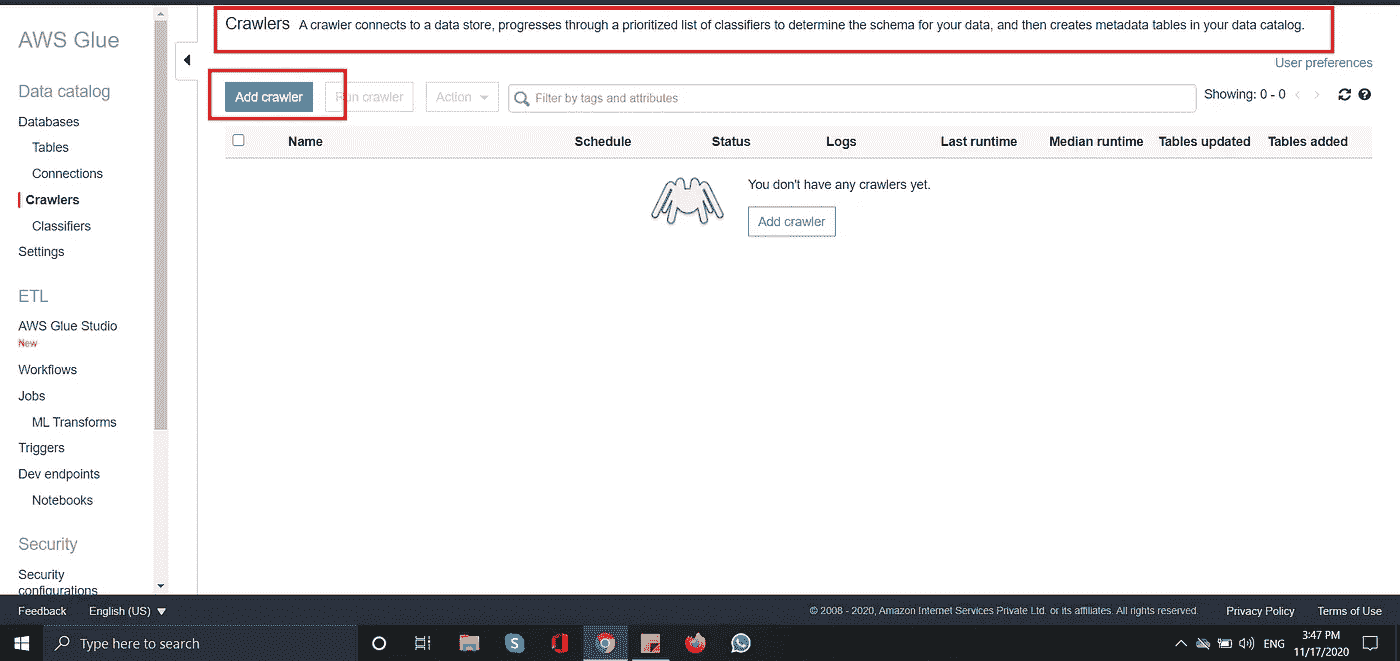 AWS Glue
Data catalog
Databases
Tables
Connections
Crawlers
Classifiers
Settings
ETL
AWS Glue Studio
New
Workflows
Jobs
ML Transforms
Triggers
Dev endpoints
Notebooks
Security
Security
configurations
Crawlers A crawler connects to a data store, progresses through a prioritized list of classifiers to determine the schema for your data, and then creates metadata tables in your data catalog.
User preferences
Add crawler Run crawler Action Filter by tags and attributes Showing: 0 - 0
Name Schedule Status Logs Last runtime Median runtime Tables updated Tables added
You don't have any crawlers yet.
Add crawler
Feedback English (US) © 2008 - 2020, Amazon Internet Services Private Ltd. or its affiliates. All rights reserved. Privacy Policy Terms of Use
Type here to search
ENG
3:47 PM
11/17/2020